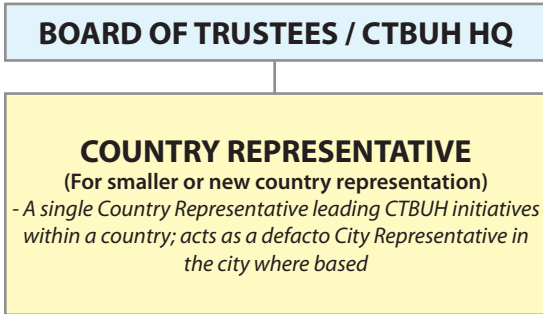 BOARD OF TRUSTEES / CTBUH HQ
COUNTRY REPRESENTATIVE
(For smaller or new country representation)
- A single Country Representative leading CTBUH initiatives
within a country; acts as a defacto City Representative in
the city where based